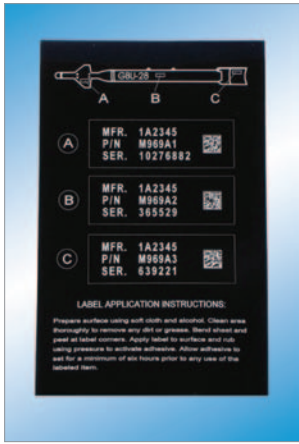 GBU-28
A
B
C
A
MFR. 1A2345
P/N M969A1
SER. 10276882
B
MFR. 1A2345
P/N M969A2
SER. 365529
C
MFR. 1A2345
P/N M969A3
SER. 639221
LABEL APPLICATION INSTRUCTIONS:
Prepare surface using soft cloth and alcohol. Clean area
thoroughly to remove any dirt or grease. Bend sheet and
peel at label corners. Apply label to surface and rub
using pressure to activate adhesive. Allow adhesive to
set for a minimum of six hours prior to any use of the
labeled item.